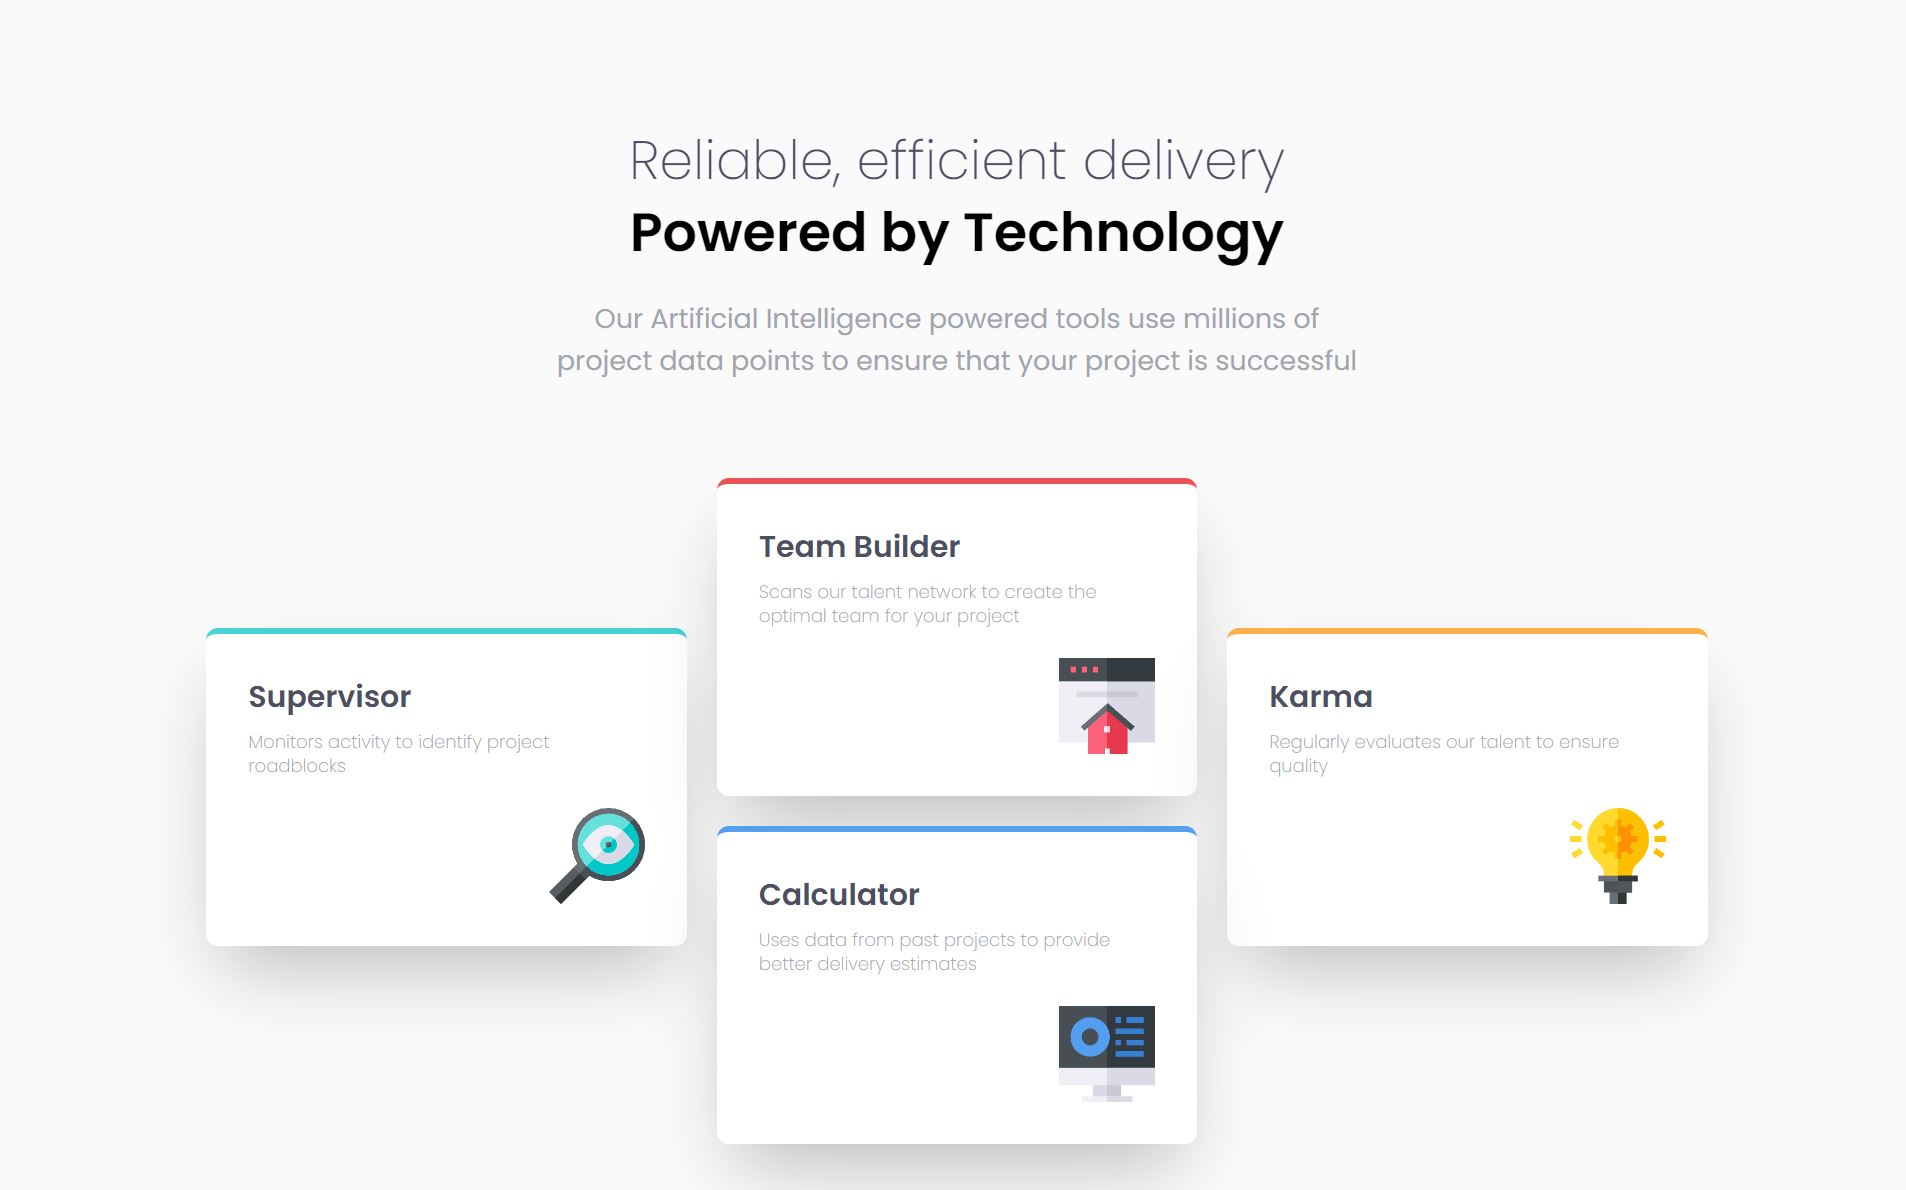 Reliable, efficient delivery
Powered by Technology
Our Artificial Intelligence powered tools use millions of
project data points to ensure that your project is successful
Supervisor
Monitors activity to identify project
roadblocks
Team Builder
Scans our talent network to create the
optimal team for your project
Calculator
Uses data from past projects to provide
better delivery estimates
Karma
Regularly evaluates our talent to ensure
quality